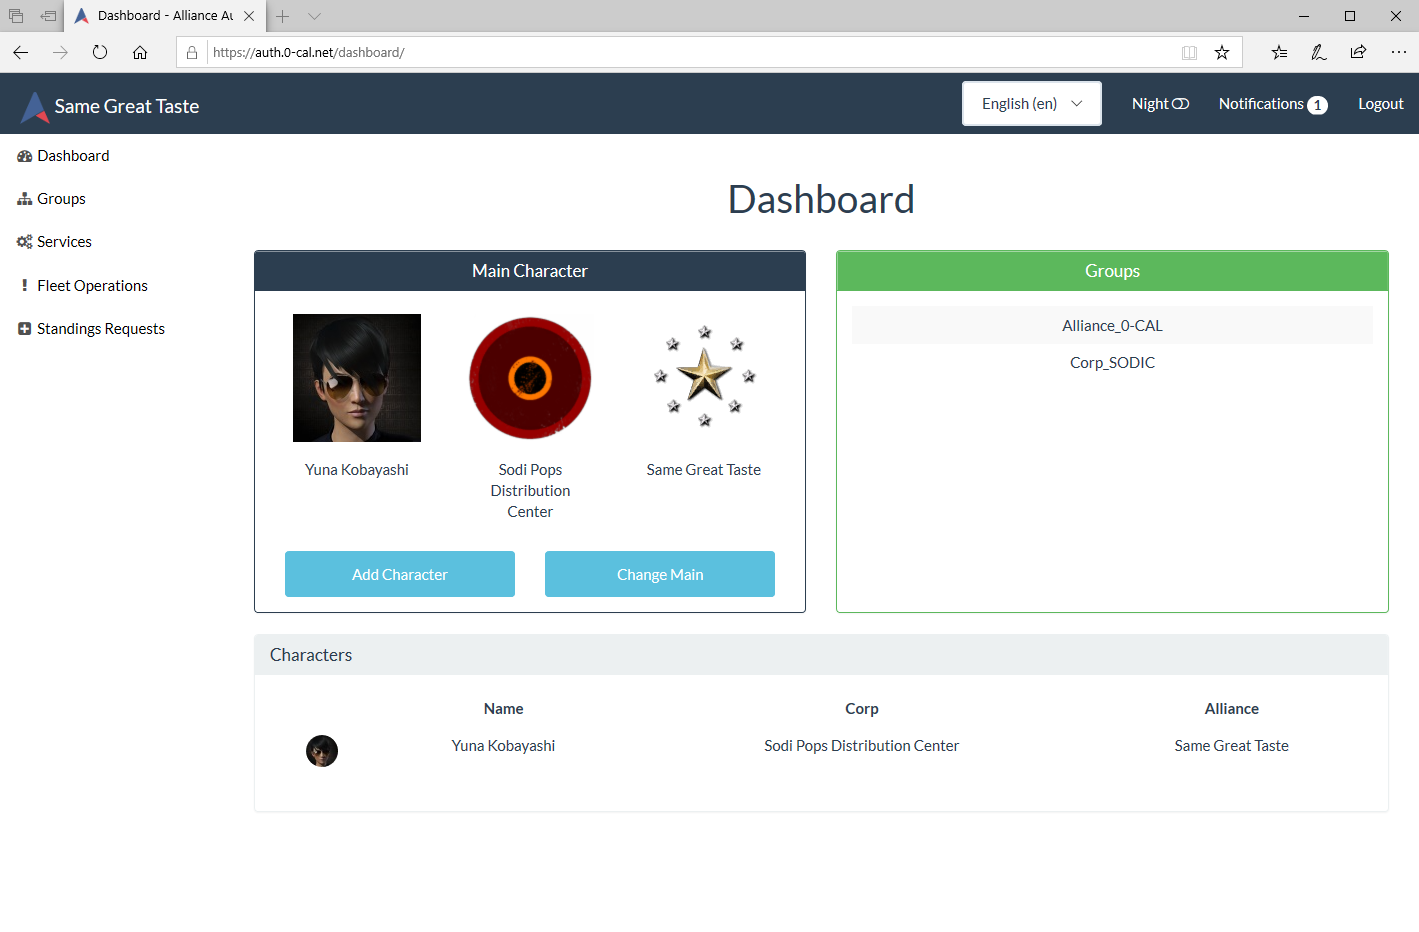 Dashboard - Alliance Au
https://auth.0-cal.net/dashboard/
Same Great Taste
English (en)
Night
Notifications 1
Logout
Dashboard
Groups
Services
Fleet Operations
Standings Requests
Dashboard
Main Character
Yuna Kobayashi
Sodi Pops
Distribution
Center
Same Great Taste
Add Character
Change Main
Groups
Alliance_0-CAL
Corp_SODIC
Characters
Name Corp Alliance
Yuna Kobayashi Sodi Pops Distribution Center Same Great Taste